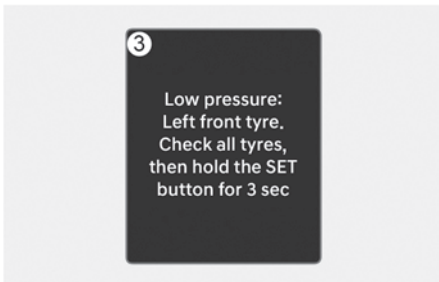 3
Low pressure:
Left front tyre.
Check all tyres,
then hold the SET
button for 3 sec